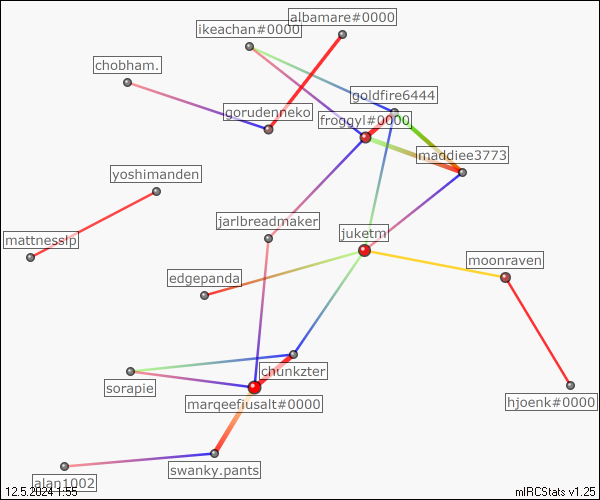 albamare#0000
ikeachan#0000
chobham.
goldfire6444
gorudenneko
froggyl#0000
maddiee3773
yoshimanden
jarlbreadmaker
juketm
mattnesslp
moonraven
edgepanda
chunkzter
sorapie
marqeefiusalt#0000
hjoenk#0000
swanky.pants
alan1002
12.5.2024 1:55
mIRCStats v1.25